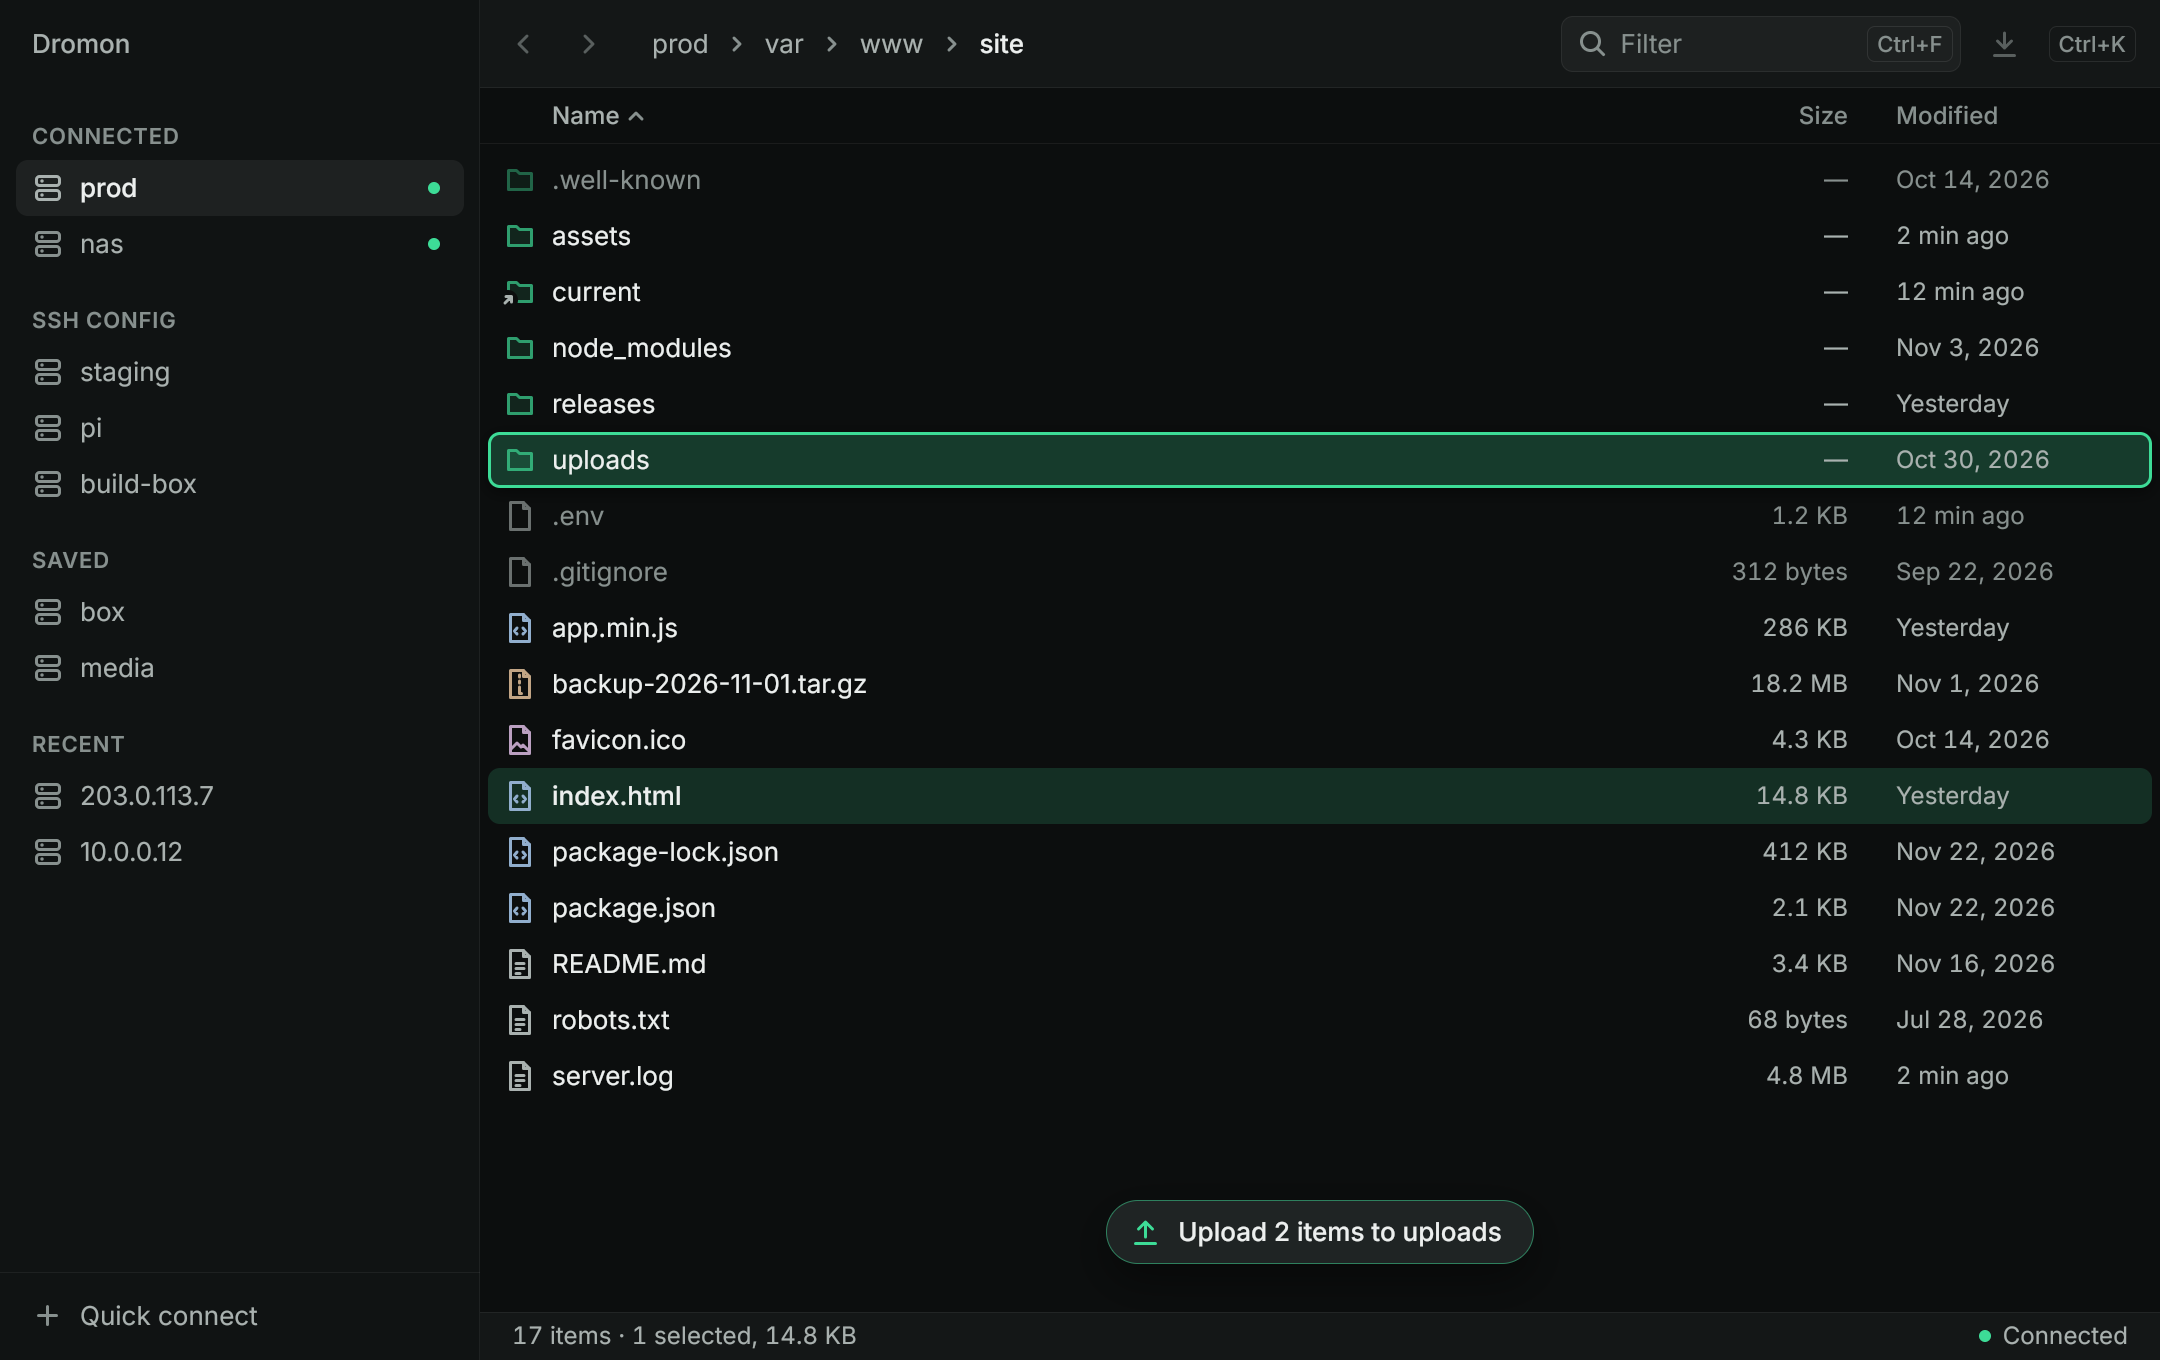 Dromon
CONNECTED
prod
nas
SSH CONFIG
staging
pi
build-box
SAVED
box
media
RECENT
203.0.113.7
10.0.0.12
Quick connect
prod > var > www > site
Filter Ctrl+F
Ctrl+K
Name Size Modified
.well-known — Oct 14, 2026
assets — 2 min ago
current — 12 min ago
node_modules — Nov 3, 2026
releases — Yesterday
uploads — Oct 30, 2026
.env 1.2 KB 12 min ago
.gitignore 312 bytes Sep 22, 2026
app.min.js 286 KB Yesterday
backup-2026-11-01.tar.gz 18.2 MB Nov 1, 2026
favicon.ico 4.3 KB Oct 14, 2026
index.html 14.8 KB Yesterday
package-lock.json 412 KB Nov 22, 2026
package.json 2.1 KB Nov 22, 2026
README.md 3.4 KB Nov 16, 2026
robots.txt 68 bytes Jul 28, 2026
server.log 4.8 MB 2 min ago
Upload 2 items to uploads
17 items · 1 selected, 14.8 KB
Connected